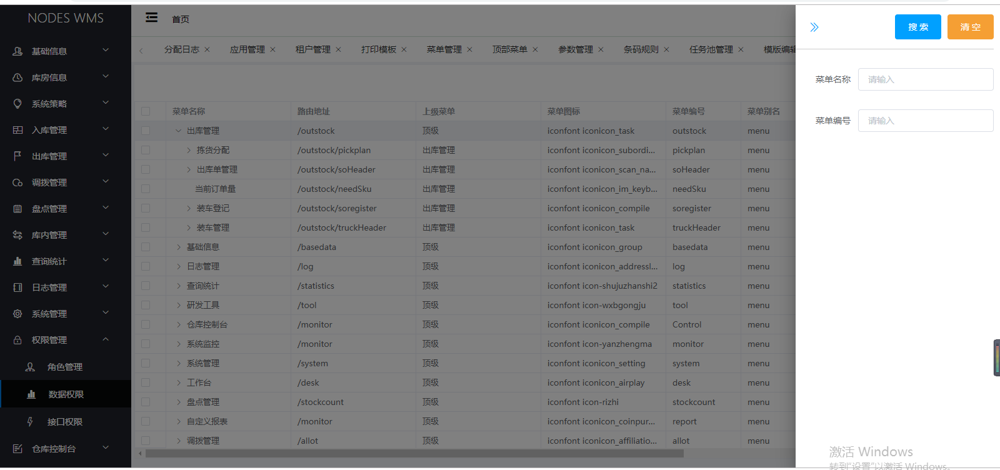 NODES WMS
基础信息
库房信息
系统策略
入库管理
出库管理
调拨管理
盘点管理
库内管理
查询统计
日志管理
系统管理
权限管理
角色管理
数据权限
接口权限
仓库控制台
首页
分配日志 应用管理 租户管理 打印模板 菜单管理 顶部菜单 参数管理 条码规则 任务池管理 模版编辑
菜单名称 路由地址 上级菜单 菜单图标 菜单编号 菜单别名
出库管理 /outstock 顶级 iconfont iconicon_task outstock menu
拣货分配 /outstock/pickplan 出库管理 iconfont iconicon_subordi... pickplan menu
出库单管理 /outstock/soHeader 出库管理 iconfont iconicon_scan_na... soHeader menu
当前订单量 /outstock/needSku 出库管理 iconfont iconicon_im_keyb... needSku menu
装车登记 /outstock/soregister 出库管理 iconfont iconicon_compile soregister menu
装车管理 /outstock/truckHeader 出库管理 iconfont iconicon_task truckHeader menu
基础信息 /basedata 顶级 iconfont iconicon_group basedata menu
日志管理 /log 顶级 iconfont iconicon_addressl... log menu
查询统计 /statistics 顶级 iconfont icon-shujuzhanshi2 statistics menu
研发工具 /tool 顶级 iconfont icon-wxbgongju tool menu
仓库控制台 /monitor 顶级 iconfont iconicon_compile Control menu
系统监控 /monitor 顶级 iconfont icon-yanzhengma monitor menu
系统管理 /system 顶级 iconfont iconicon_setting system menu
工作台 /desk 顶级 iconfont iconicon_airplay desk menu
盘点管理 /stockcount 顶级 iconfont icon-rizhi stockcount menu
自定义报表 /monitor 顶级 iconfont iconicon_coinpur... report menu
调拨管理 /allot 顶级 iconfont iconicon_affiliatio... allot menu
搜 索 清 空
菜单名称 请输入
菜单编号 请输入
激活 Windows
转到"设置"以激活 Windows。